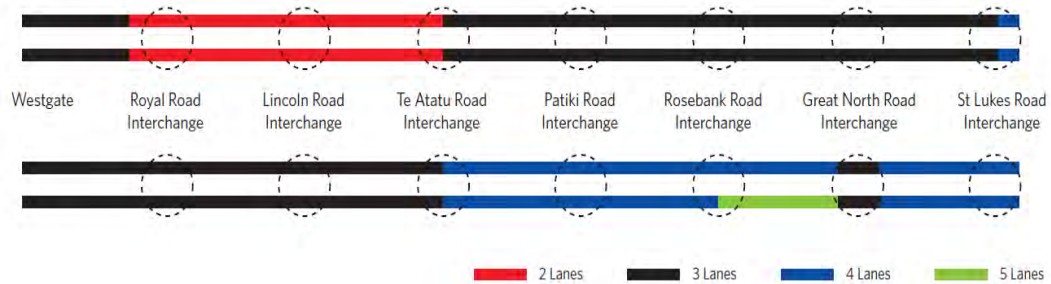 Westgate
Royal Road
Interchange
Lincoln Road
Interchange
Te Atatu Road
Interchange
Patiki Road
Interchange
Rosebank Road
Interchange
Great North Road
Interchange
St Lukes Road
Interchange
2 Lanes
3 Lanes
4 Lanes
5 Lanes